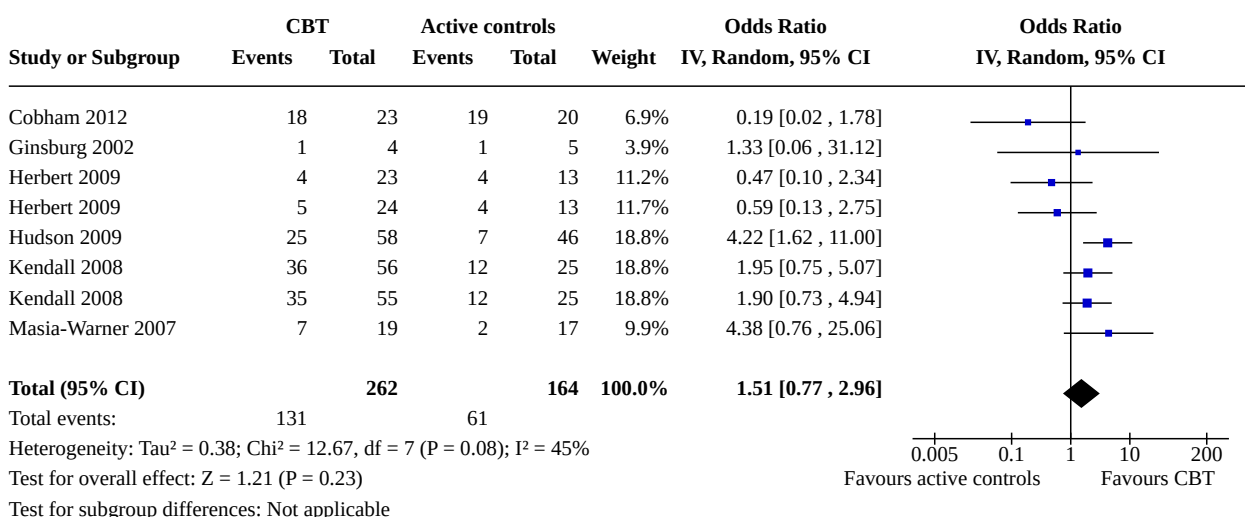 CBT Active controls Odds Ratio Odds Ratio
Study or Subgroup Events Total Events Total Weight IV, Random, 95% CI IV, Random, 95% CI
Cobham 2012 18 23 19 20 6.9% 0.19 [0.02 , 1.78]
Ginsburg 2002 1 4 1 5 3.9% 1.33 [0.06 , 31.12]
Herbert 2009 4 23 4 13 11.2% 0.47 [0.10 , 2.34]
Herbert 2009 5 24 4 13 11.7% 0.59 [0.13 , 2.75]
Hudson 2009 25 58 7 46 18.8% 4.22 [1.62 , 11.00]
Kendall 2008 36 56 12 25 18.8% 1.95 [0.75 , 5.07]
Kendall 2008 35 55 12 25 18.8% 1.90 [0.73 , 4.94]
Masia-Warner 2007 7 19 2 17 9.9% 4.38 [0.76 , 25.06]
Total (95% CI) 262 164 100.0% 1.51 [0.77 , 2.96]
Total events: 131 61
Heterogeneity: Tau² = 0.38; Chi² = 12.67, df = 7 (P = 0.08); I² = 45%
0.005 0.1 1 10 200
Test for overall effect: Z = 1.21 (P = 0.23) Favours active controls Favours CBT
Test for subgroup differences: Not applicable